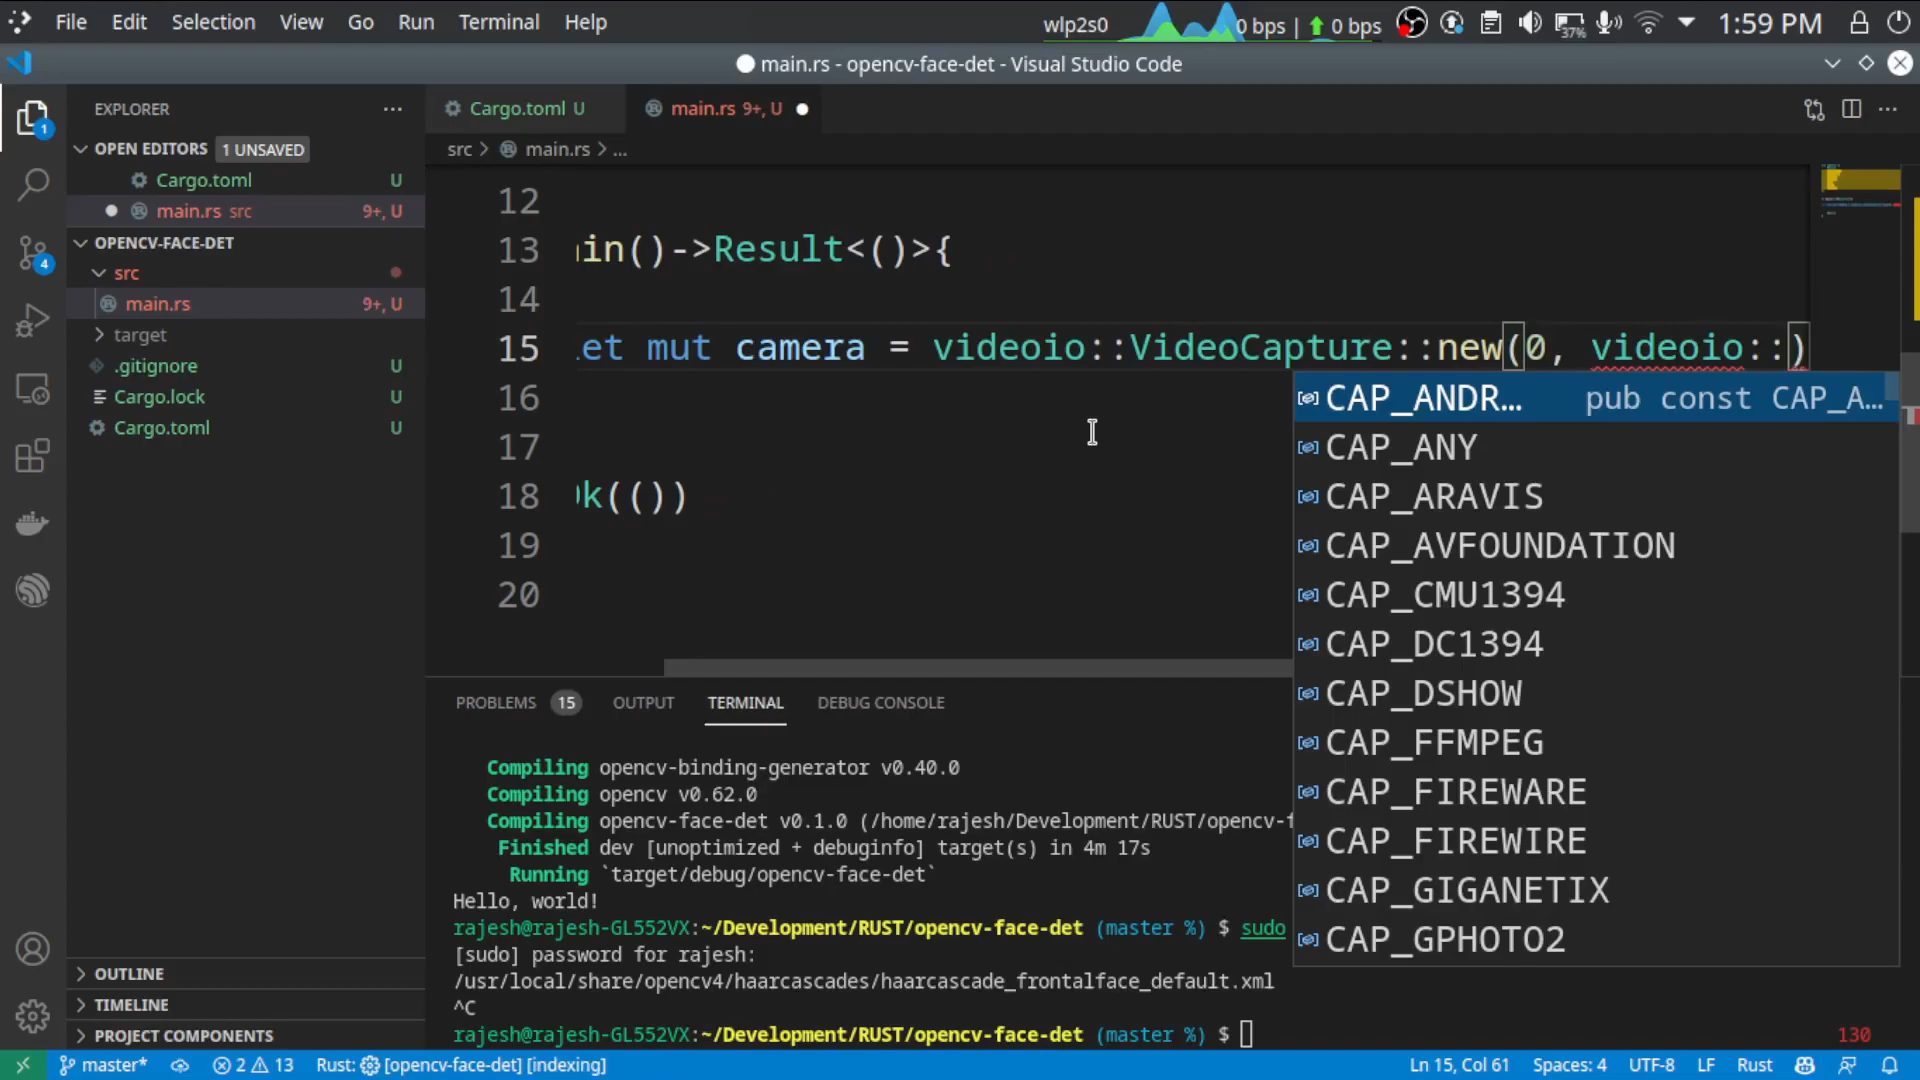 File Edit Selection View Go Run Terminal Help
wlp2s0 0 bps | 0 bps 37% 1:59 PM
main.rs - opencv-face-det - Visual Studio Code
EXPLORER
OPEN EDITORS 1 UNSAVED
Cargo.toml U
main.rs src 9+, U
OPENCV-FACE-DET
src
main.rs 9+, U
target
.gitignore U
Cargo.lock U
Cargo.toml U
OUTLINE
TIMELINE
PROJECT COMPONENTS
1
4
Cargo.toml U
main.rs 9+, U
src > main.rs > ...
12
13 in()->Result<()>{
14
15 et mut camera = videoio::VideoCapture::new(0, videoio::)
16
17
18 k(())
19
20
CAP_ANDR… pub const CAP_A…
CAP_ANY
CAP_ARAVIS
CAP_AVFOUNDATION
CAP_CMU1394
CAP_DC1394
CAP_DSHOW
CAP_FFMPEG
CAP_FIREWARE
CAP_FIREWIRE
CAP_GIGANETIX
CAP_GPHOTO2
PROBLEMS 15 OUTPUT TERMINAL DEBUG CONSOLE
Compiling opencv-binding-generator v0.40.0
Compiling opencv v0.62.0
Compiling opencv-face-det v0.1.0 (/home/rajesh/Development/RUST/opencv-f
Finished dev [unoptimized + debuginfo] target(s) in 4m 17s
Running `target/debug/opencv-face-det`
Hello, world!
rajesh@rajesh-GL552VX:~/Development/RUST/opencv-face-det (master %) $ sudo
[sudo] password for rajesh:
/usr/local/share/opencv4/haarcascades/haarcascade_frontalface_default.xml
^C
rajesh@rajesh-GL552VX:~/Development/RUST/opencv-face-det (master %) $
130
master* 2 13 Rust: [opencv-face-det] [indexing] Ln 15, Col 61 Spaces: 4 UTF-8 LF Rust